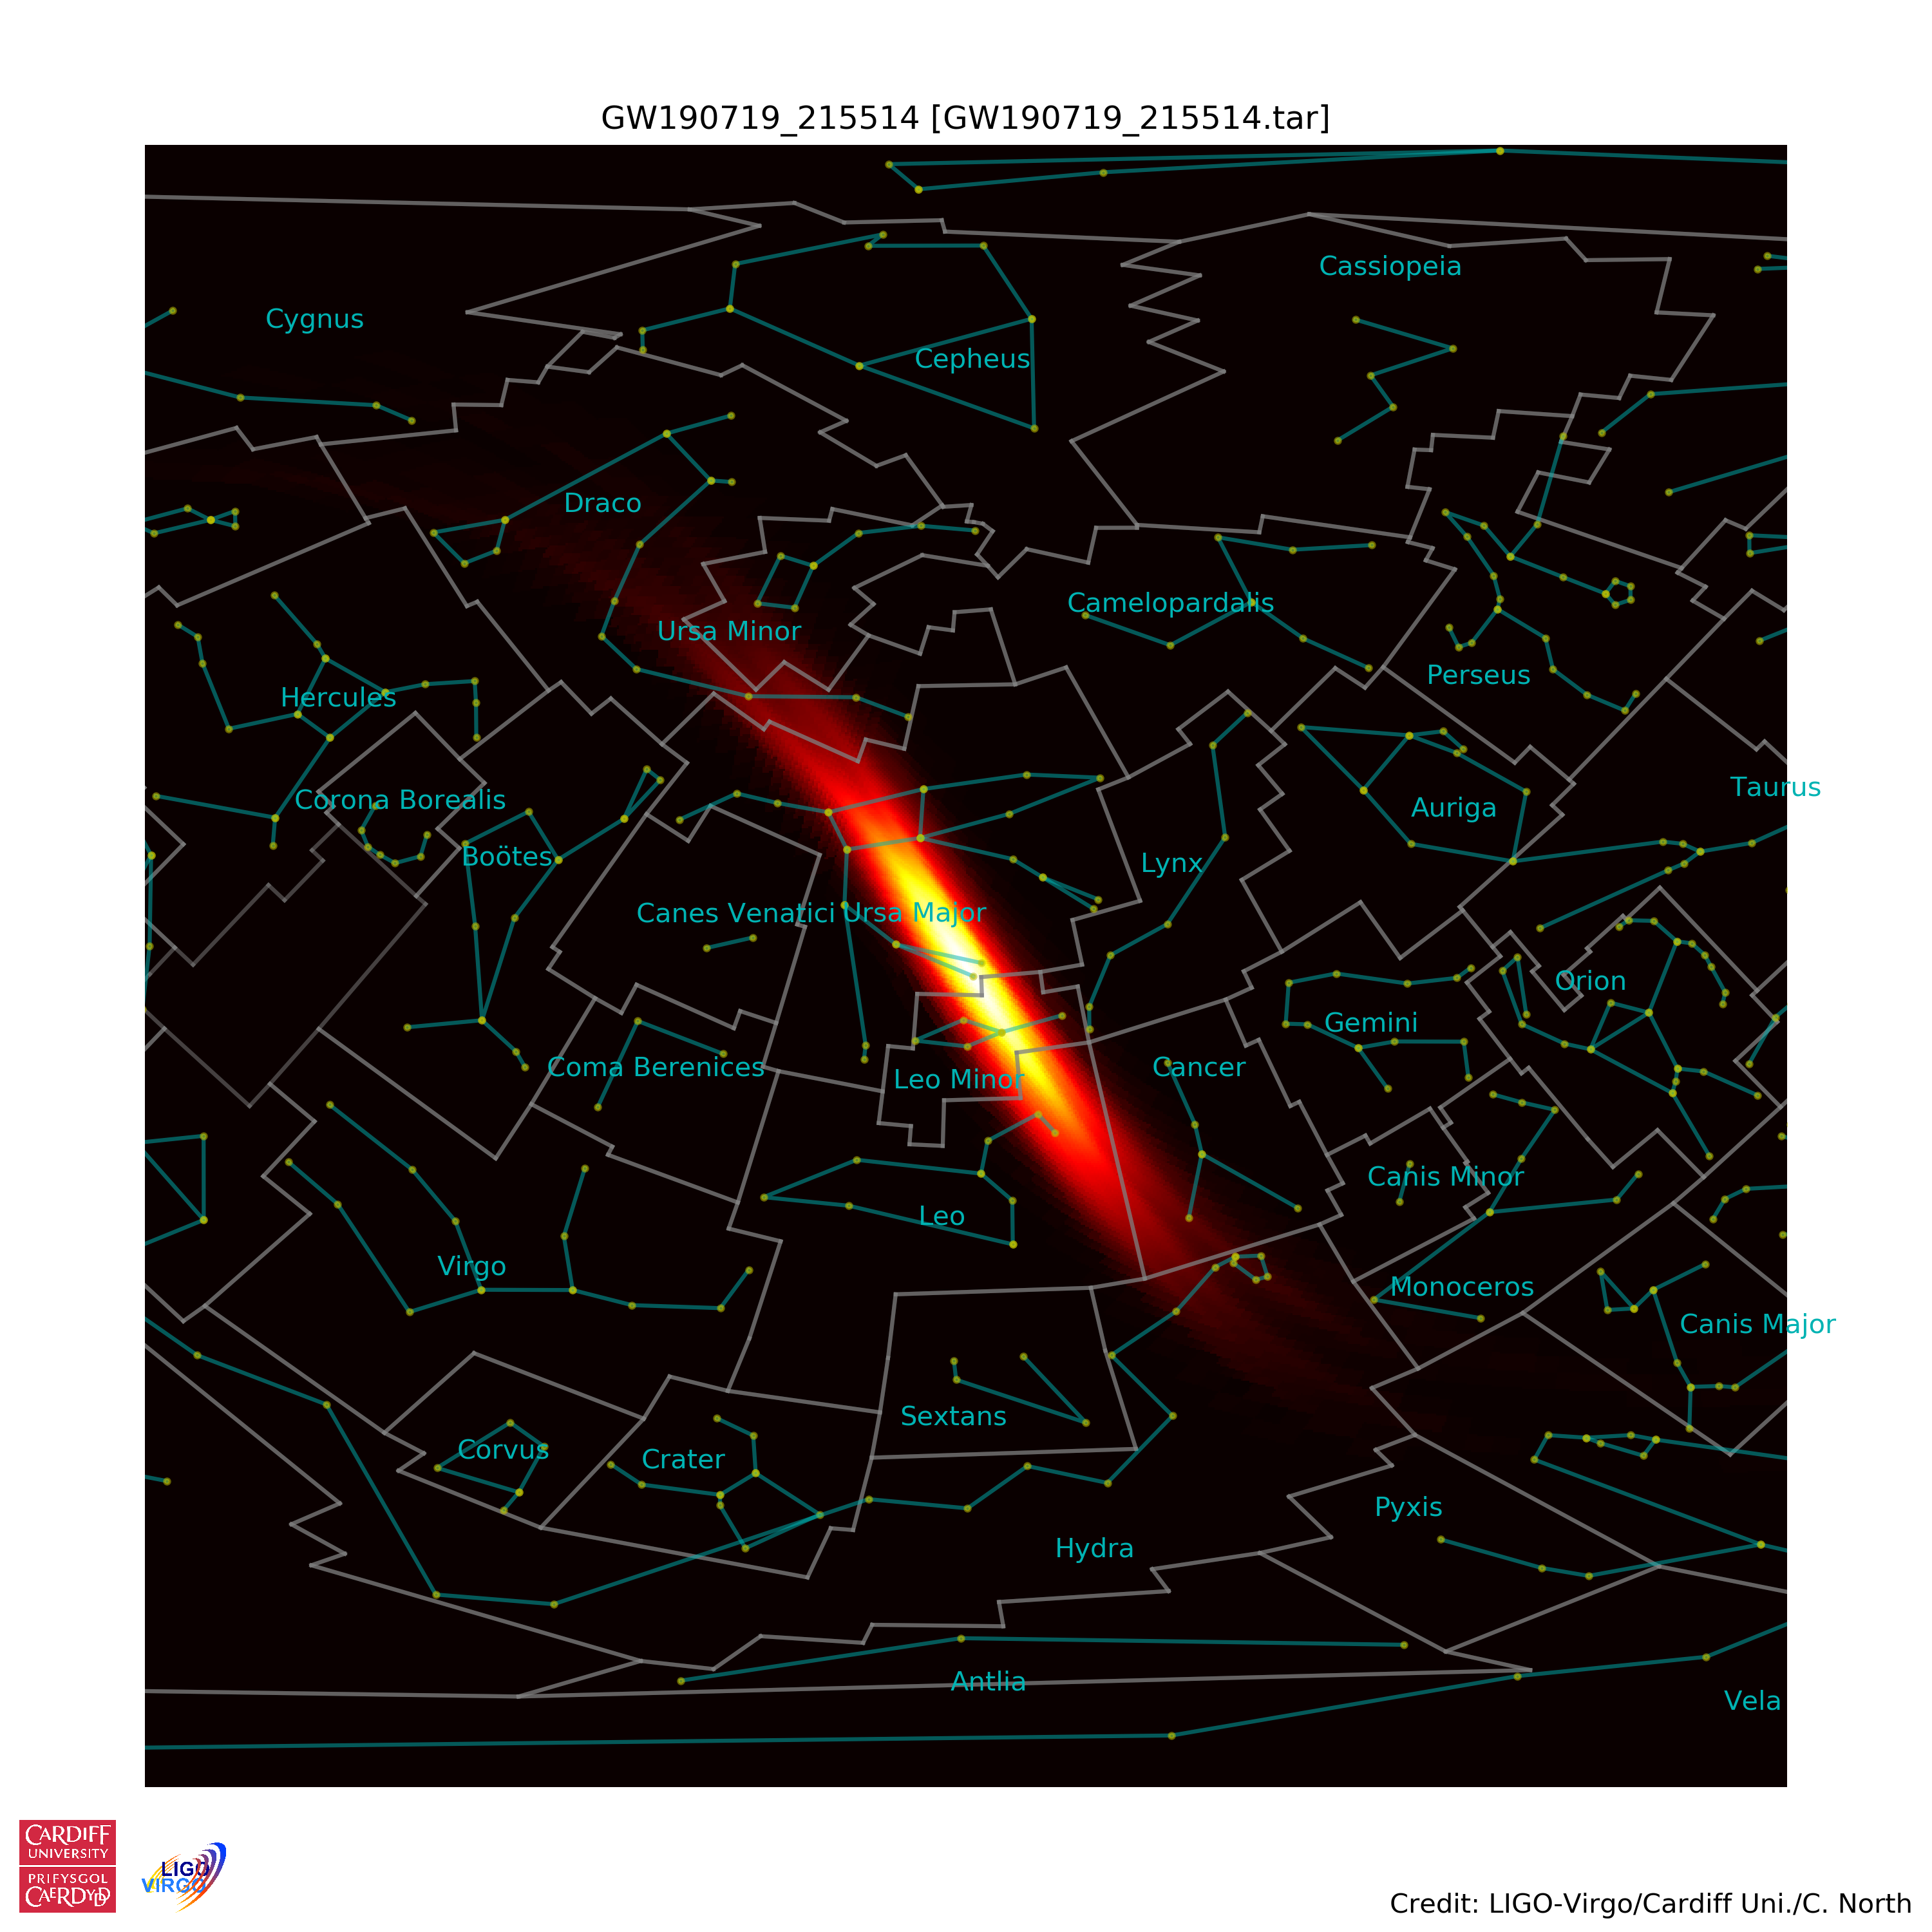 GW190719_215514 [GW190719_215514.tar]
Cassiopeia
Cygnus
Cepheus
Draco
Camelopardalis
Ursa Minor
Perseus
Hercules
Taurus
Corona Borealis
Auriga
Boötes
Lynx
Canes Venatici
Ursa Major
Orion
Gemini
Coma Berenices
Cancer
Leo Minor
Canis Minor
Leo
Virgo
Monoceros
Canis Major
Sextans
Corvus
Crater
Pyxis
Hydra
Antlia
Vela
CARDIFF
UNIVERSITY
PRIFYSGOL
CAERDYDD
LIGO
VIRGO
Credit: LIGO-Virgo/Cardiff Uni./C. North